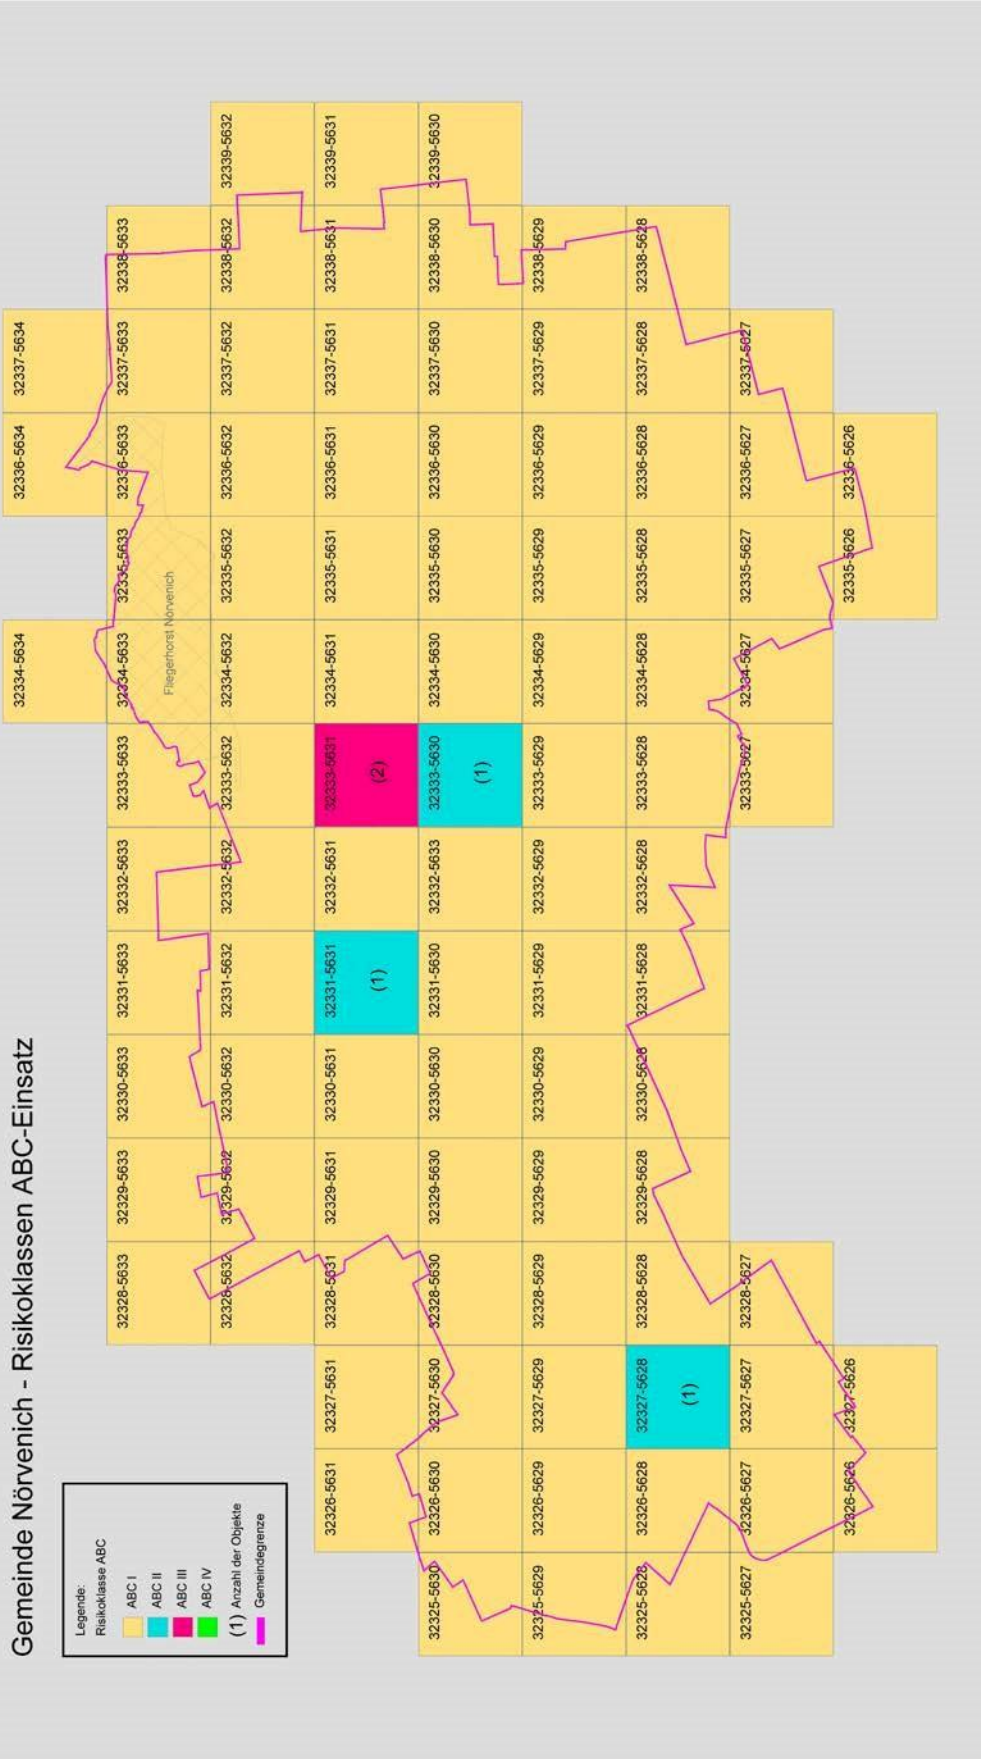 Gemeinde Nörvenich - Risikoklassen ABC-Einsatz
Legende:
Risikoklasse ABC
ABC I
ABC II
ABC III
ABC IV
(1) Anzahl der Objekte
Gemeindegrenze
32334-5634 32336-5634 32337-5634
32328-5633 32329-5633 32330-5633 32331-5633 32332-5633 32333-5633 32334-5633 32335-5633 32336-5633 32337-5633 32338-5633
Fliegerhorst Nörvenich
32328-5632 32329-5632 32330-5632 32331-5632 32332-5632 32333-5632 32334-5632 32335-5632 32336-5632 32337-5632 32338-5632 32339-5632
32326-5631 32327-5631 32328-5631 32329-5631 32330-5631 32331-5631 32332-5631 32333-5631 32334-5631 32335-5631 32336-5631 32337-5631 32338-5631 32339-5631
(1) (2)
32325-5630 32326-5630 32327-5630 32328-5630 32329-5630 32330-5630 32331-5630 32332-5633 32333-5630 32334-5630 32335-5630 32336-5630 32337-5630 32338-5630 32339-5630
(1)
32325-5629 32326-5629 32327-5629 32328-5629 32329-5629 32330-5629 32331-5629 32332-5629 32333-5629 32334-5629 32335-5629 32336-5629 32337-5629 32338-5629
32325-5628 32326-5628 32327-5628 32328-5628 32329-5628 32330-5628 32331-5628 32332-5628 32333-5628 32334-5628 32335-5628 32336-5628 32337-5628 32338-5628
(1)
32325-5627 32326-5627 32327-5627 32328-5627 32333-5627 32334-5627 32335-5627 32336-5627 32337-5627
32326-5626 32327-5626 32335-5626 32336-5626